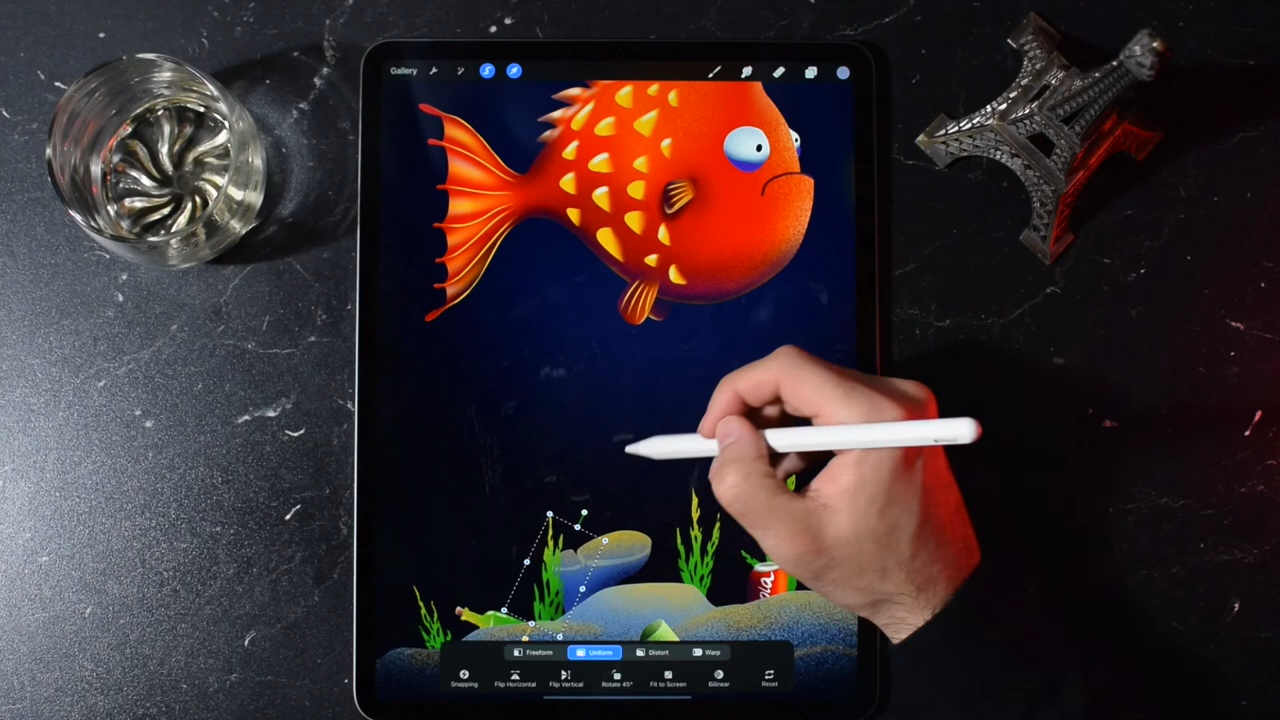 Gallery
Freeform Uniform Distort Warp
Snapping Flip Horizontal Flip Vertical Rotate 45° Fit to Screen Bilinear Reset